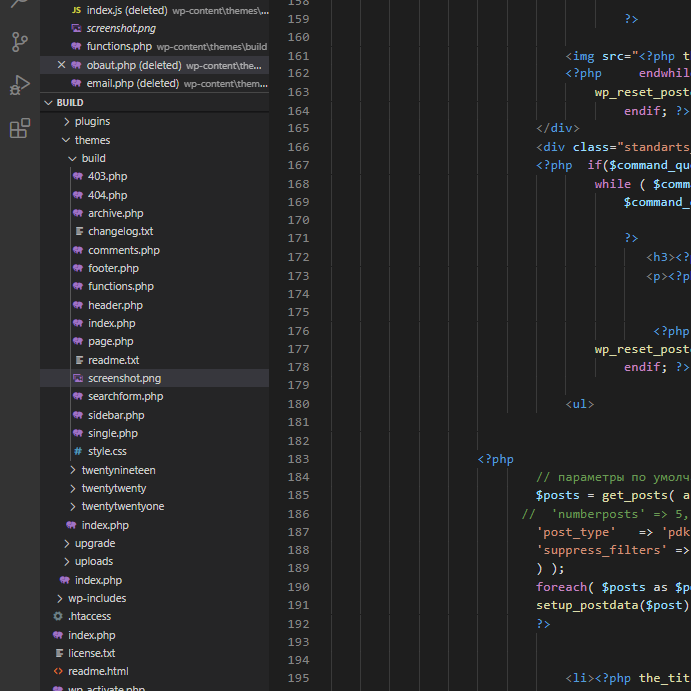 index.js (deleted) wp-content\themes\...
screenshot.png
functions.php wp-content\themes\build
obaut.php (deleted) wp-content\the...
email.php (deleted) wp-content\them...
BUILD
plugins
themes
build
403.php
404.php
archive.php
changelog.txt
comments.php
footer.php
functions.php
header.php
index.php
page.php
readme.txt
screenshot.png
searchform.php
sidebar.php
single.php
style.css
twentynineteen
twentytwenty
twentytwentyone
index.php
upgrade
uploads
index.php
wp-includes
.htaccess
index.php
license.txt
readme.html
wp-activate.php
158
159 ?>
160
161 <img src="<?php t
162 <?php endwhil
163 wp_reset_post
164 endif; ?>
165 </div>
166 <div class="standarts
167 <?php if($command_qu
168 while ( $comm
169 $command_
170
171 ?>
172 <h3><?
173 <p><?p
174
175
176 <?php
177 wp_reset_post
178 endif; ?>
179
180 <ul>
181
182
183 <?php
184 // параметры по умолч
185 $posts = get_posts( a
186 // 'numberposts' => 5,
187 'post_type' => 'pdk
188 'suppress_filters' =>
189 ) );
190 foreach( $posts as $p
191 setup_postdata($post)
192 ?>
193
194
195 <li><?php the_tit